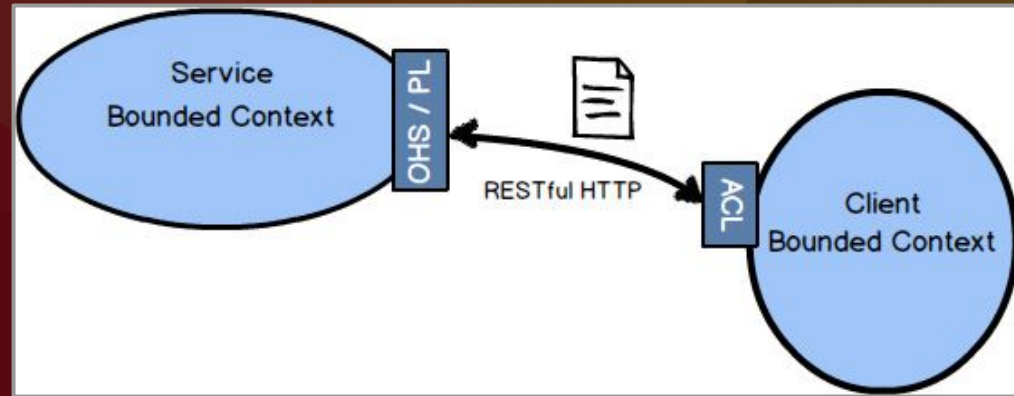 Service
Bounded Context
OHS / PL
RESTful HTTP
ACL
Client
Bounded Context